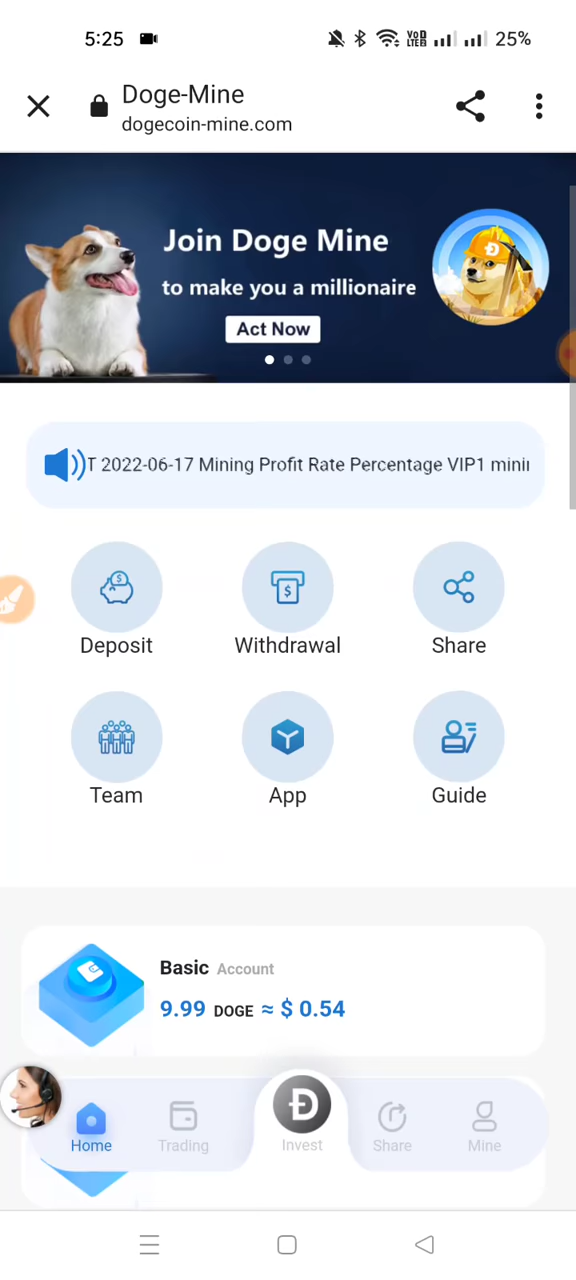 5:25
VoD LTE2 25%
Doge-Mine
dogecoin-mine.com
Join Doge Mine
to make you a millionaire
Act Now
T 2022-06-17 Mining Profit Rate Percentage VIP1
Deposit Withdrawal Share
Team App Guide
Basic Account
9.99 DOGE ≈ $ 0.54
Home Trading Invest Share Mine